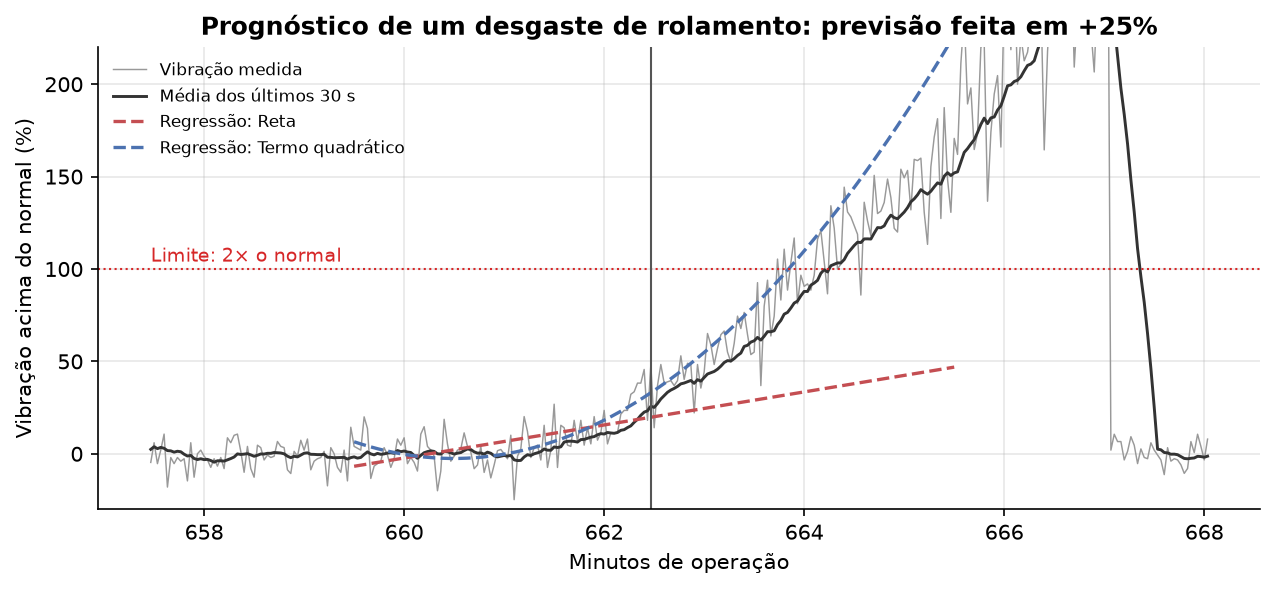 Prognóstico de um desgaste de rolamento: previsão feita em +25%
Vibração medida
Média dos últimos 30 s
Regressão: Reta
Regressão: Termo quadrático
Limite: 2× o normal
Vibração acima do normal (%)
200
150
100
50
0
658
660
662
664
666
668
Minutos de operação